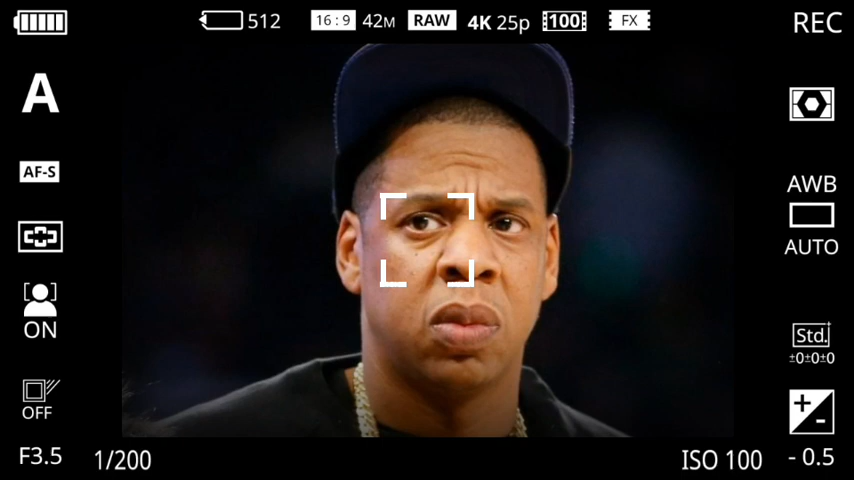 512 16:9 42M RAW 4K 25p 100 FX REC
A
AF-S
AWB
AUTO
ON
Std.
±0±0±0
OFF
F3.5 1/200 ISO 100 - 0.5